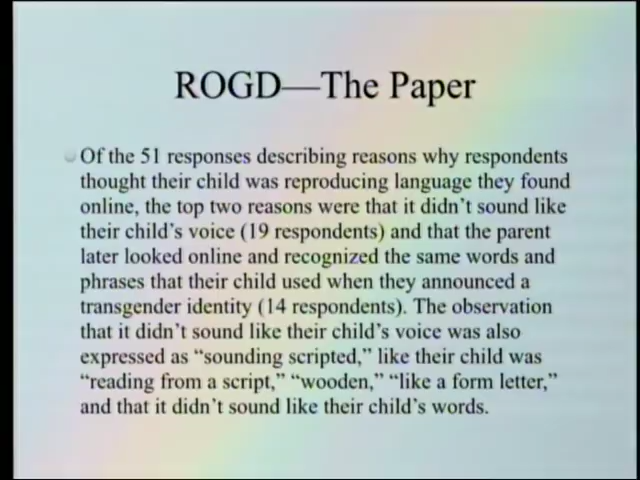 ROGD—The Paper
Of the 51 responses describing reasons why respondents
thought their child was reproducing language they found
online, the top two reasons were that it didn't sound like
their child's voice (19 respondents) and that the parent
later looked online and recognized the same words and
phrases that their child used when they announced a
transgender identity (14 respondents). The observation
that it didn't sound like their child's voice was also
expressed as “sounding scripted,” like their child was
“reading from a script,” “wooden,” “like a form letter,”
and that it didn't sound like their child's words.